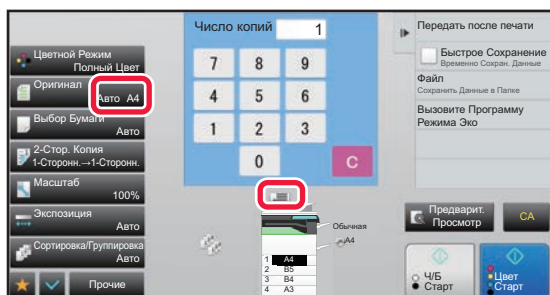 Число копий
1
Передать после печати
Цветной Режим
Полный Цвет
Быстрое Сохранение
Временно Сохран. Данные
Оригинал
Авто A4
Файл
Сохранить Данные в Папке
Выбор Бумаги
Авто
Вызовите Программу
Режима Эко
2-Стор. Копия
1-Сторонн.→1-Сторонн.
Масштаб
100%
Экспозиция
Авто
Сортировка/Группировка
Авто
Прочие
7 8 9
4 5 6
1 2 3
0 C
Обычная
A4
1 A4
2 B5
3 B4
4 A3
Предварит.
Просмотр
CA
Ч/Б
Старт
Цвет
Старт